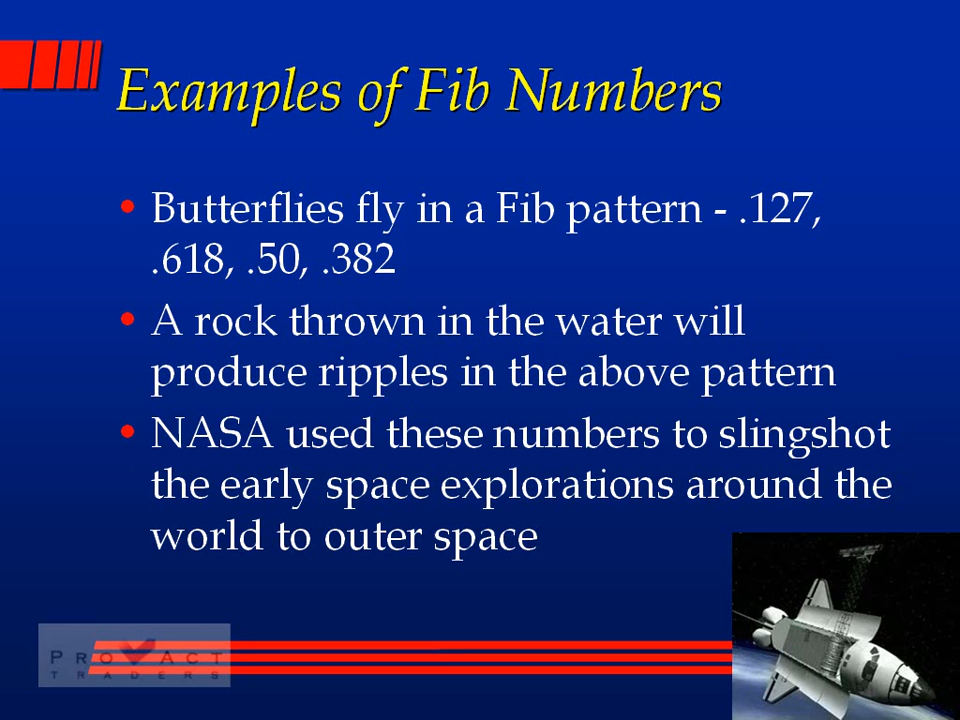 Examples of Fib Numbers
• Butterflies fly in a Fib pattern - .127,
.618, .50, .382
• A rock thrown in the water will
produce ripples in the above pattern
• NASA used these numbers to slingshot
the early space explorations around the
world to outer space
PRO ACT
TRADERS